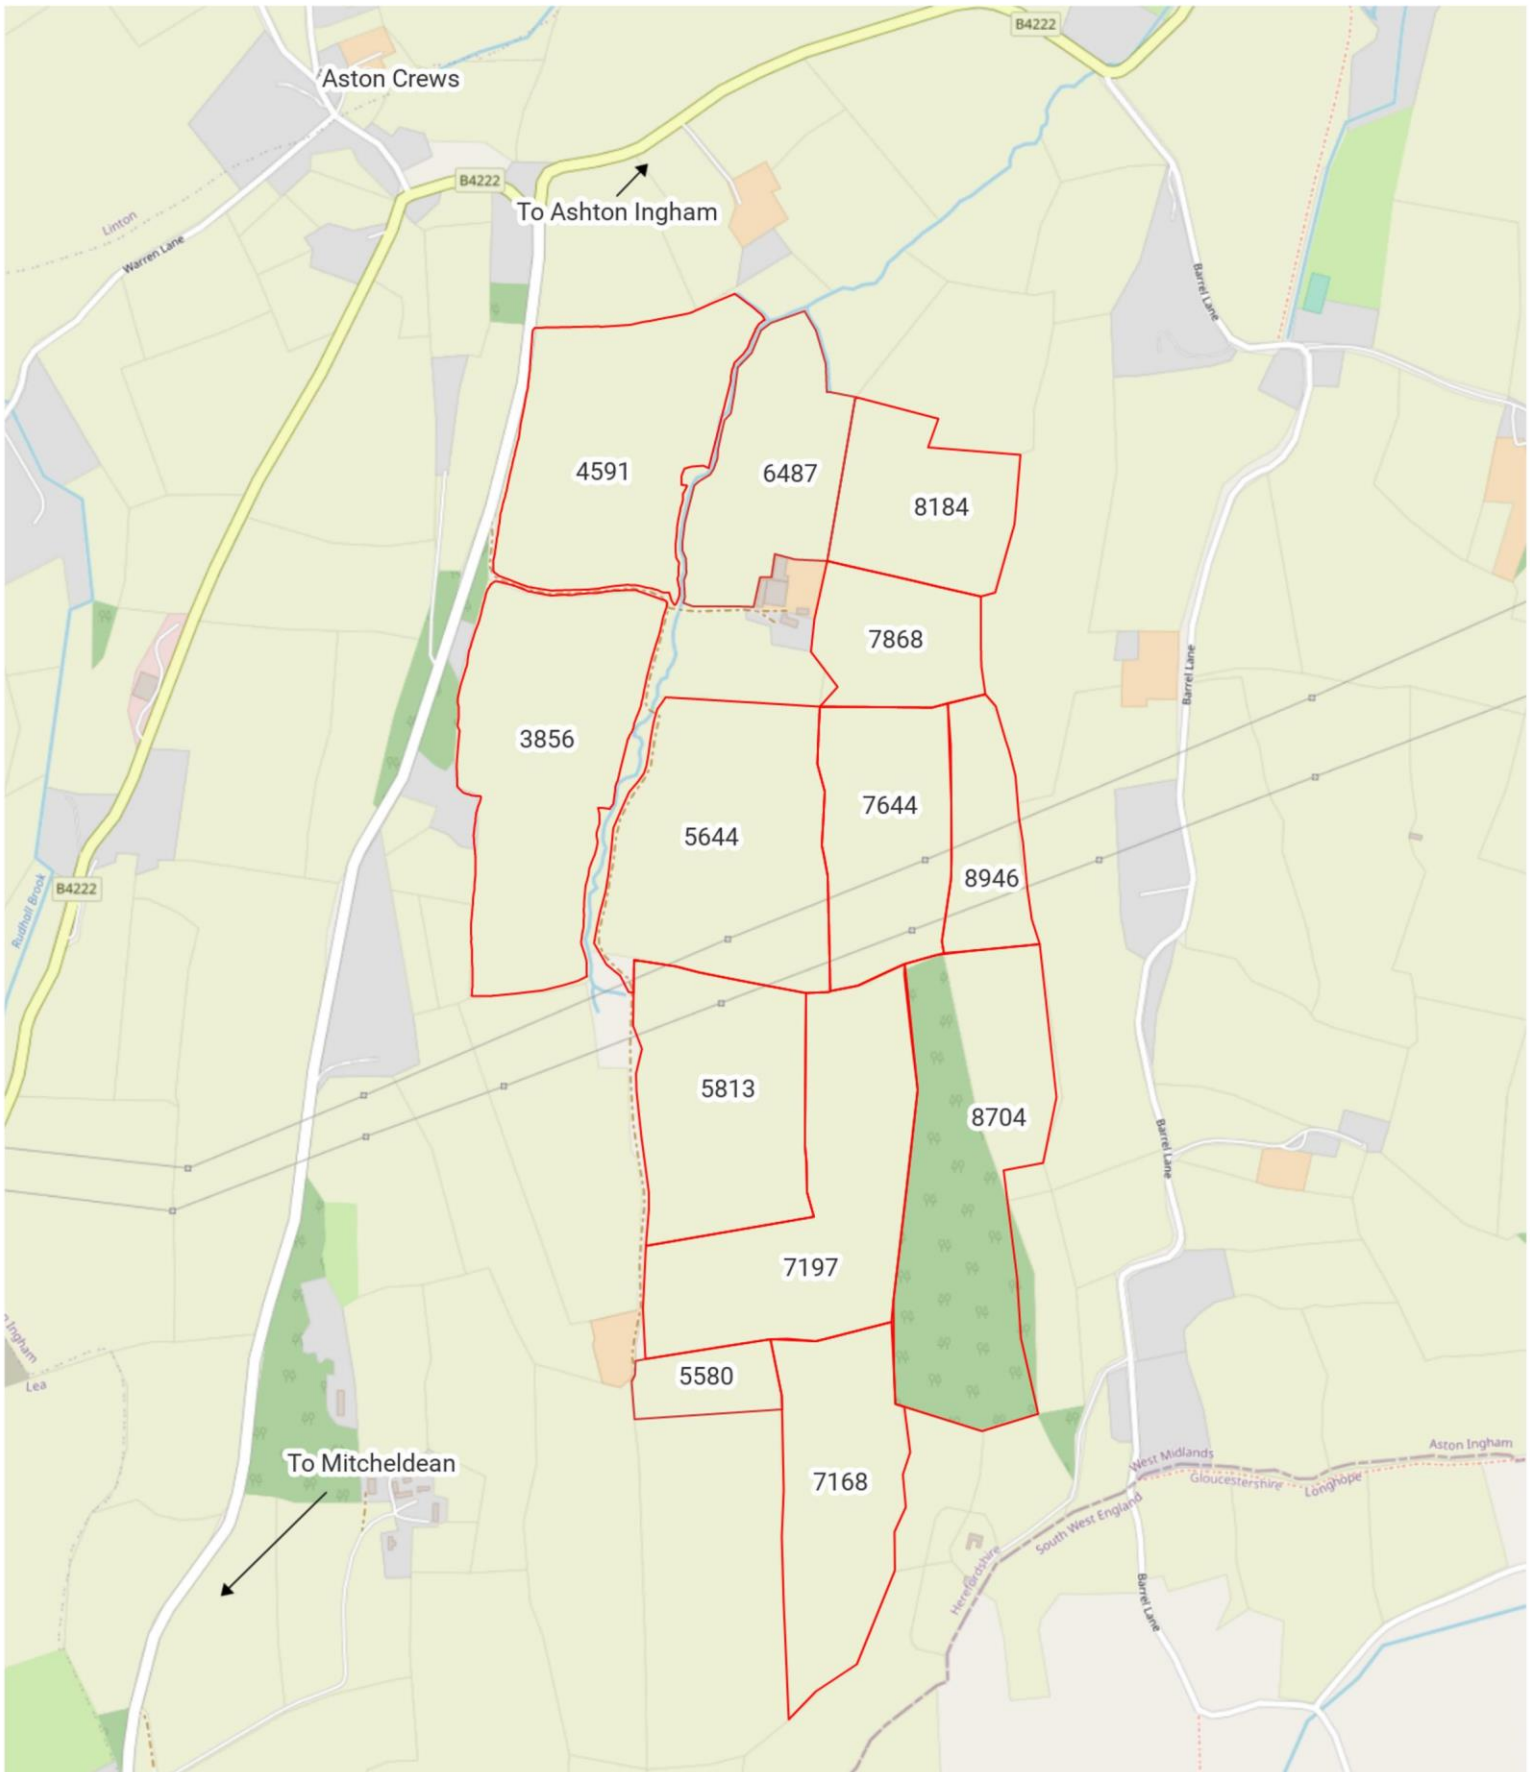 B4222
Aston Crews
B4222
To Ashton Ingham
Linton
Warren Lane
Barrel Lane
4591
6487
8184
7868
Barrel Lane
3856
7644
5644
8946
B4222
Rudhall Brook
5813
8704
Barrel Lane
7197
Ingham
Lea
5580
To Mitcheldean
7168
West Midlands
Aston Ingham
Gloucestershire
Longhope
South West England
Herefordshire
Barrel Lane